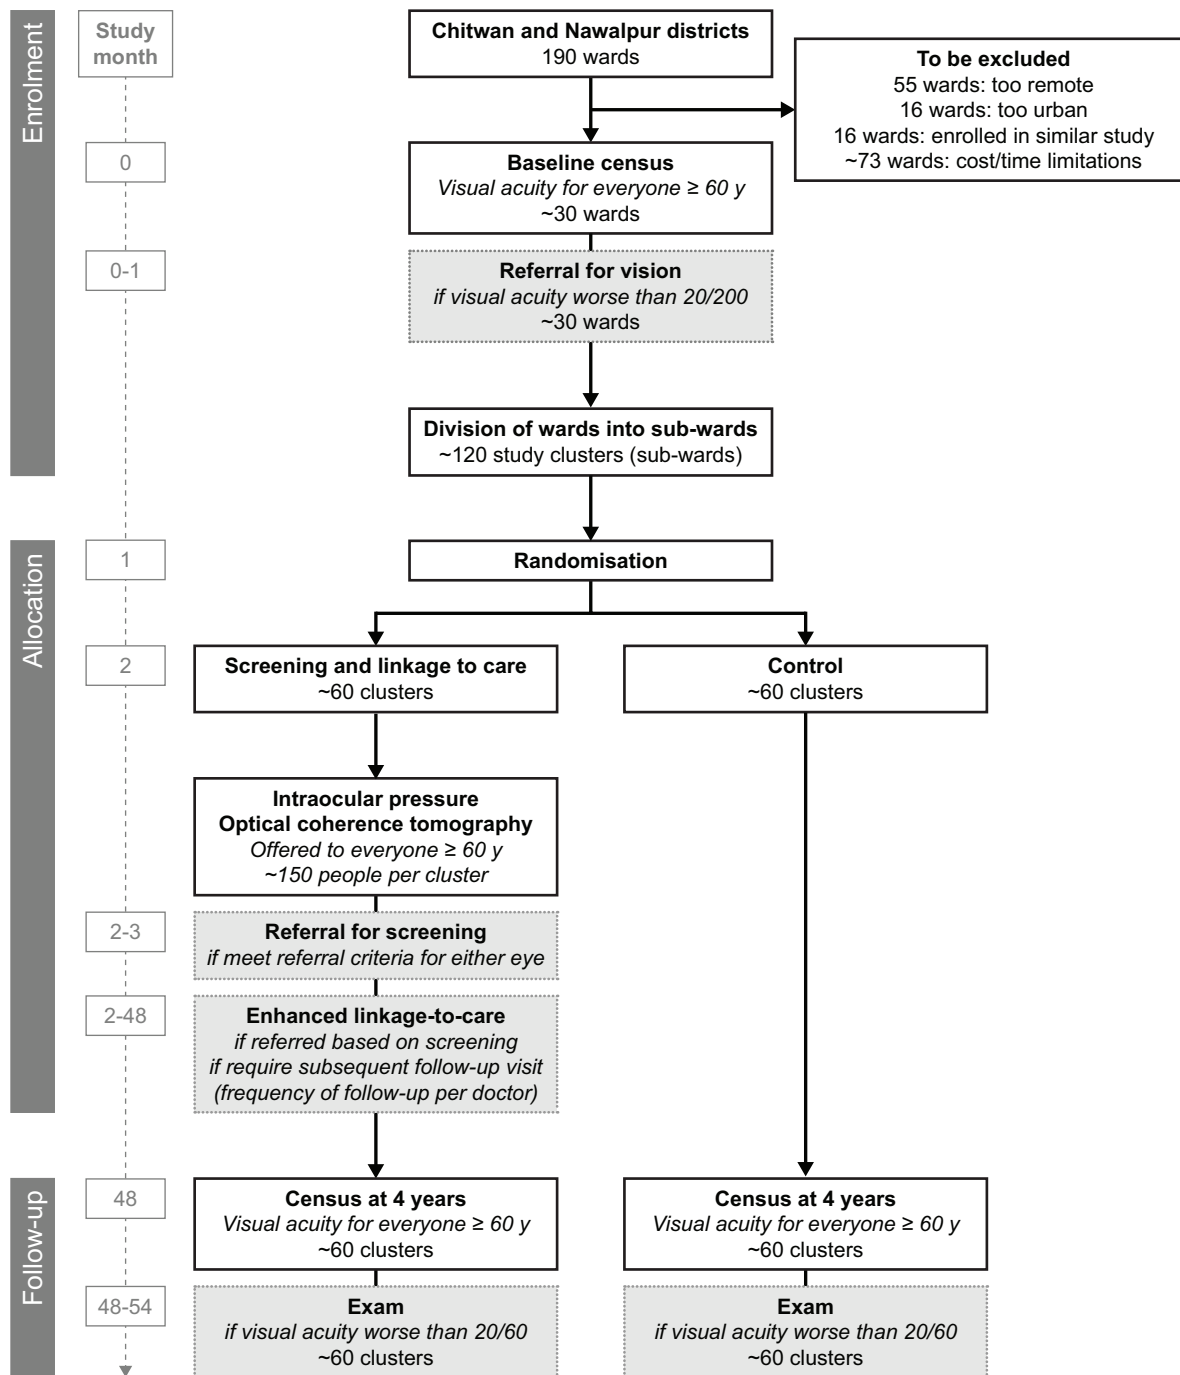 Enrolment
Study
month
Chitwan and Nawalpur districts
190 wards
To be excluded
55 wards: too remote
16 wards: too urban
16 wards: enrolled in similar study
~73 wards: cost/time limitations
0
Baseline census
Visual acuity for everyone ≥ 60 y
~30 wards
0-1
Referral for vision
if visual acuity worse than 20/200
~30 wards
Division of wards into sub-wards
~120 study clusters (sub-wards)
Allocation
1
Randomisation
2
Screening and linkage to care
~60 clusters
Control
~60 clusters
Intraocular pressure
Optical coherence tomography
Offered to everyone ≥ 60 y
~150 people per cluster
2-3
Referral for screening
if meet referral criteria for either eye
2-48
Enhanced linkage-to-care
if referred based on screening
if require subsequent follow-up visit
(frequency of follow-up per doctor)
Follow-up
48
Census at 4 years
Visual acuity for everyone ≥ 60 y
~60 clusters
Census at 4 years
Visual acuity for everyone ≥ 60 y
~60 clusters
48-54
Exam
if visual acuity worse than 20/60
~60 clusters
Exam
if visual acuity worse than 20/60
~60 clusters